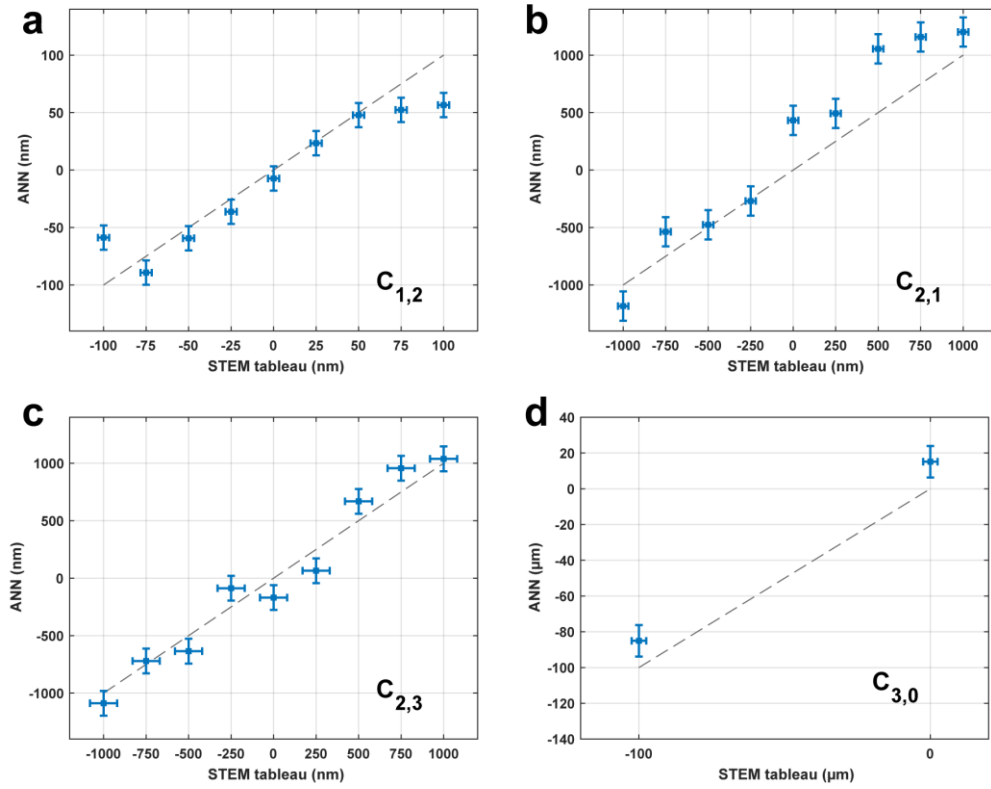 a
ANN (nm)
100
50
0
-50
-100
-100 -75 -50 -25 0 25 50 75 100
STEM tableau (nm)
C1,2
b
ANN (nm)
1000
500
0
-500
-1000
-1000 -750 -500 -250 0 250 500 750 1000
STEM tableau (nm)
C2,1
c
ANN (nm)
1000
500
0
-500
-1000
-1000 -750 -500 -250 0 250 500 750 1000
STEM tableau (nm)
C2,3
d
ANN (µm)
40
20
0
-20
-40
-60
-80
-100
-120
-140
-100 0
STEM tableau (µm)
C3,0